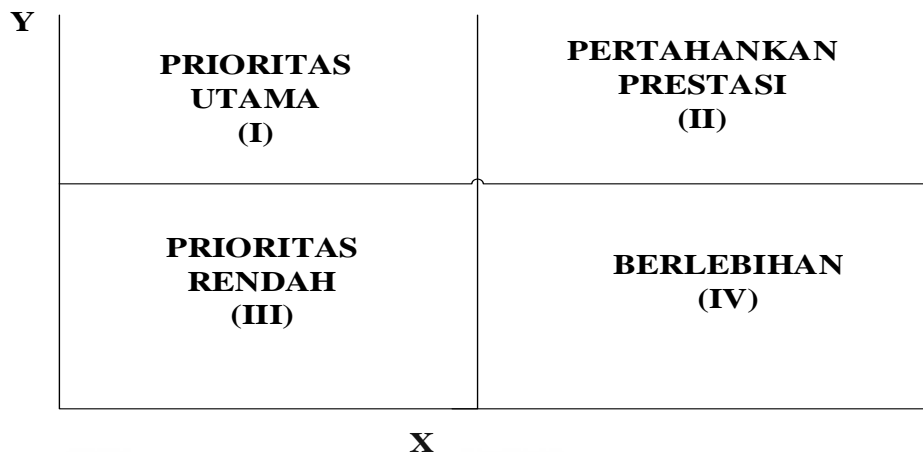 Y
PRIORITAS
UTAMA
(I)
PERTAHANKAN
PRESTASI
(II)
PRIORITAS
RENDAH
(III)
BERLEBIHAN
(IV)
X